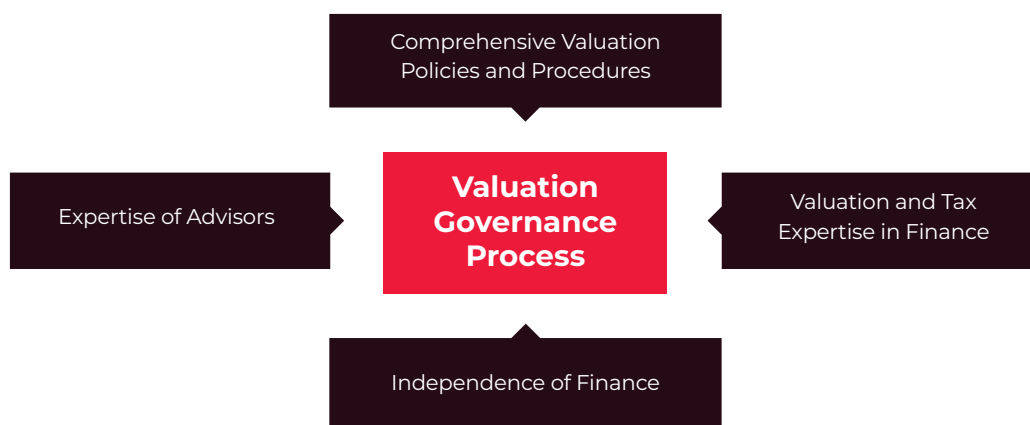 Comprehensive Valuation
Policies and Procedures
Expertise of Advisors
Valuation
Governance
Process
Valuation and Tax
Expertise in Finance
Independence of Finance